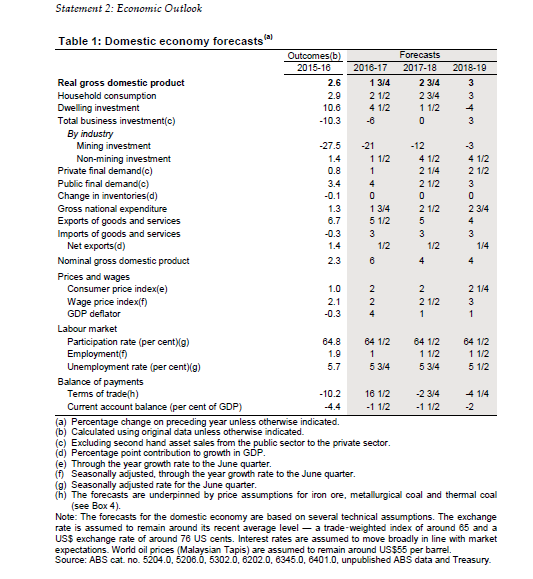 Statement 2: Economic Outlook
Table 1: Domestic economy forecasts(a)
Outcomes(b) Forecasts
2015-16 2016-17 2017-18 2018-19
Real gross domestic product 2.6 1 3/4 2 3/4 3
Household consumption 2.9 2 1/2 2 3/4 3
Dwelling investment 10.6 4 1/2 1 1/2 -4
Total business investment(c) -10.3 -6 0 3
By industry
Mining investment -27.5 -21 -12 -3
Non-mining investment 1.4 1 1/2 4 1/2 4 1/2
Private final demand(c) 0.8 1 2 1/4 2 1/2
Public final demand(c) 3.4 4 2 1/2 3
Change in inventories(d) -0.1 0 0 0
Gross national expenditure 1.3 1 3/4 2 1/2 2 3/4
Exports of goods and services 6.7 5 1/2 5 4
Imports of goods and services -0.3 3 3 3
Net exports(d) 1.4 1/2 1/2 1/4
Nominal gross domestic product 2.3 6 4 4
Prices and wages
Consumer price index(e) 1.0 2 2 2 1/4
Wage price index(f) 2.1 2 2 1/2 3
GDP deflator -0.3 4 1 1
Labour market
Participation rate (per cent)(g) 64.8 64 1/2 64 1/2 64 1/2
Employment(f) 1.9 1 1 1/2 1 1/2
Unemployment rate (per cent)(g) 5.7 5 3/4 5 3/4 5 1/2
Balance of payments
Terms of trade(h) -10.2 16 1/2 -2 3/4 -4 1/4
Current account balance (per cent of GDP) -4.4 -1 1/2 -1 1/2 -2
(a) Percentage change on preceding year unless otherwise indicated.
(b) Calculated using original data unless otherwise indicated.
(c) Excluding second hand asset sales from the public sector to the private sector.
(d) Percentage point contribution to growth in GDP.
(e) Through the year growth rate to the June quarter.
(f) Seasonally adjusted, through the year growth rate to the June quarter.
(g) Seasonally adjusted rate for the June quarter.
(h) The forecasts are underpinned by price assumptions for iron ore, metallurgical coal and thermal coal
(see Box 4).
Note: The forecasts for the domestic economy are based on several technical assumptions. The exchange
rate is assumed to remain around its recent average level — a trade-weighted index of around 65 and a
US$ exchange rate of around 76 US cents. Interest rates are assumed to move broadly in line with market
expectations. World oil prices (Malaysian Tapis) are assumed to remain around US$55 per barrel.
Source: ABS cat. no. 5204.0, 5206.0, 5302.0, 6202.0, 6345.0, 6401.0, unpublished ABS data and Treasury.